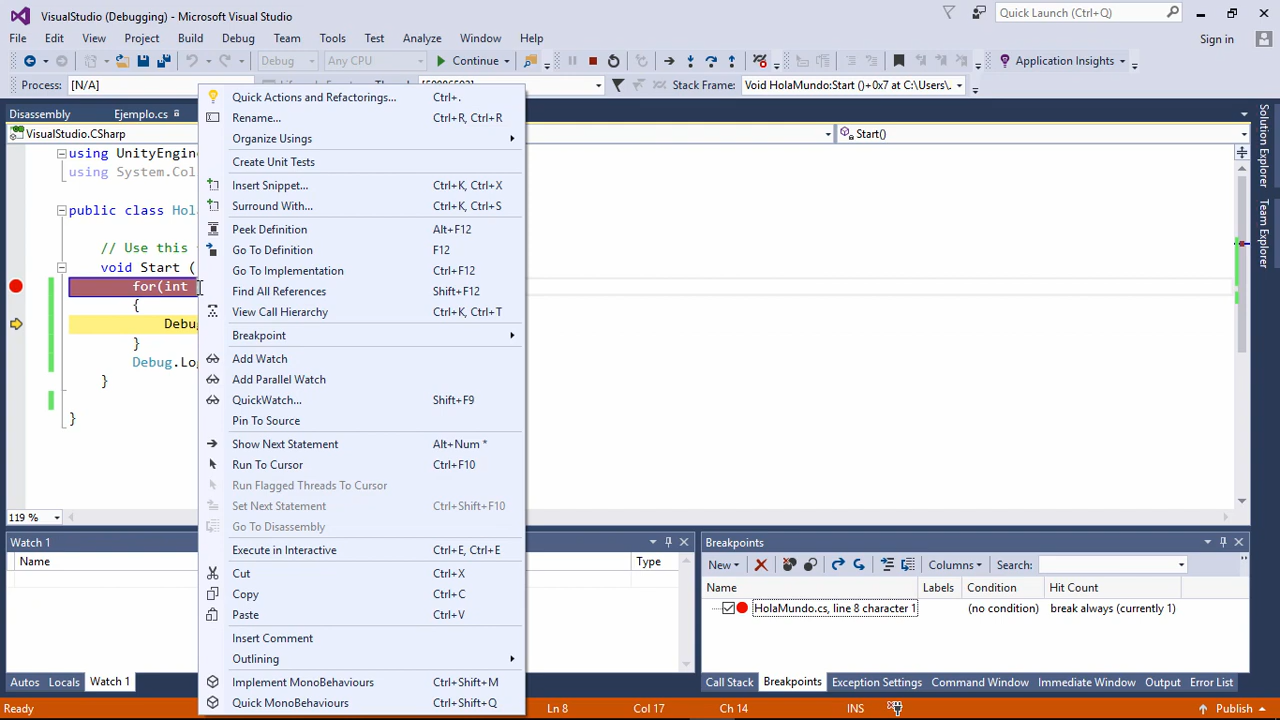 VisualStudio (Debugging) - Microsoft Visual Studio
Quick Launch (Ctrl+Q)
File Edit View Project Build Debug Team Tools Test Analyze Window Help
Sign in
Debug Any CPU Continue Application Insights
Process: [N/A] Stack Frame: Void HolaMundo:Start ()+0x7 at C:\Users\.
Disassembly Ejemplo.cs
VisualStudio.CSharp Start()
using UnityEngin
using System.Col
public class Hol
// Use this
void Start (
for(int
{
Debug
}
Debug.Log
}
}
Quick Actions and Refactorings... Ctrl+.
Rename... Ctrl+R, Ctrl+R
Organize Usings
Create Unit Tests
Insert Snippet... Ctrl+K, Ctrl+X
Surround With... Ctrl+K, Ctrl+S
Peek Definition Alt+F12
Go To Definition F12
Go To Implementation Ctrl+F12
Find All References Shift+F12
View Call Hierarchy Ctrl+K, Ctrl+T
Breakpoint
Add Watch
Add Parallel Watch
QuickWatch... Shift+F9
Pin To Source
Show Next Statement Alt+Num *
Run To Cursor Ctrl+F10
Run Flagged Threads To Cursor
Set Next Statement Ctrl+Shift+F10
Go To Disassembly
Execute in Interactive Ctrl+E, Ctrl+E
Cut Ctrl+X
Copy Ctrl+C
Paste Ctrl+V
Insert Comment
Outlining
Implement MonoBehaviours Ctrl+Shift+M
Quick MonoBehaviours Ctrl+Shift+Q
Solution Explorer
Team Explorer
119 %
Watch 1
Name Type
Autos Locals Watch 1
Breakpoints
New Columns Search:
Name Labels Condition Hit Count
HolaMundo.cs, line 8 character 1 (no condition) break always (currently 1)
Call Stack Breakpoints Exception Settings Command Window Immediate Window Output Error List
Ready Ln 8 Col 17 Ch 14 INS Publish